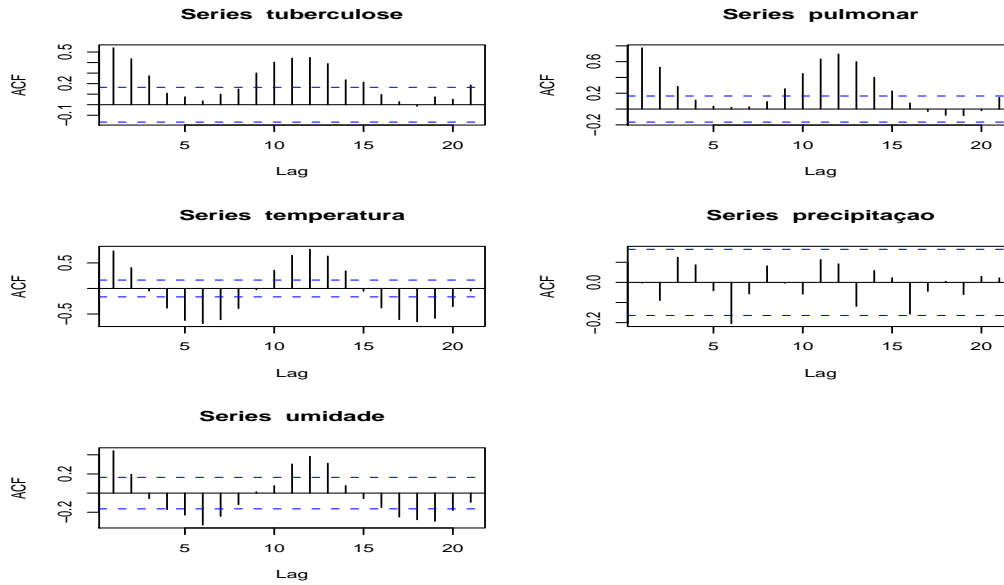 Series tuberculose
ACF
0.5
0.2
-0.1
5
10
15
20
Lag
Series pulmonar
ACF
0.6
0.2
-0.2
5
10
15
20
Lag
Series temperatura
ACF
0.5
-0.5
5
10
15
20
Lag
Series precipitaçao
ACF
0.0
-0.2
5
10
15
20
Lag
Series umidade
ACF
0.2
-0.2
5
10
15
20
Lag